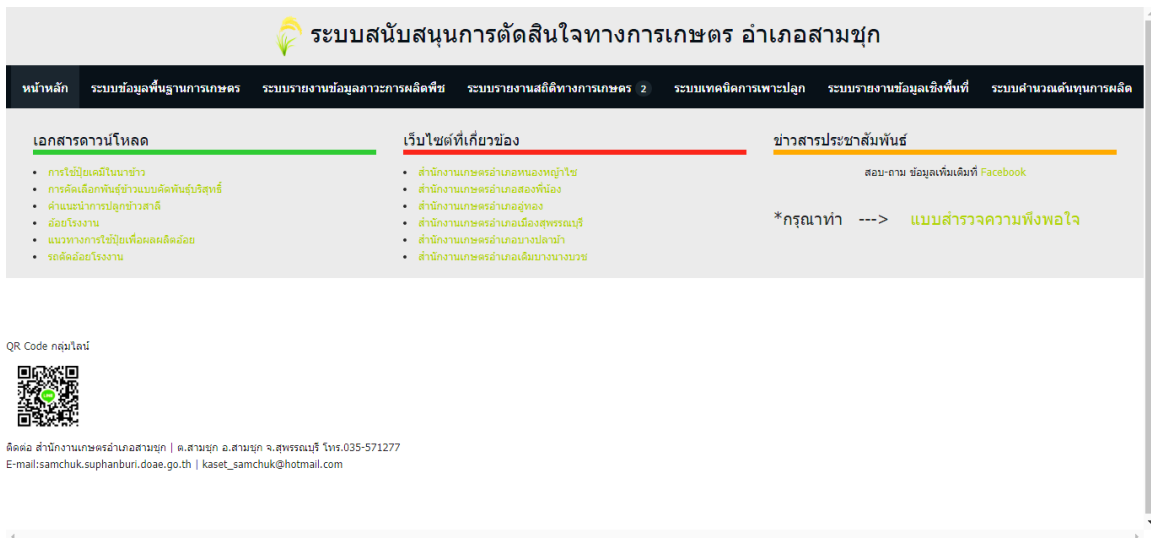 ระบบสนับสนุนการตัดสินใจทางการเกษตร อำเภอสามชุก
หน้าหลัก ระบบข้อมูลพื้นฐานการเกษตร ระบบรายงานข้อมูลภาวะการผลิตพืช ระบบรายงานสถิติทางการเกษตร 2 ระบบเทคนิคการเพาะปลูก ระบบรายงานข้อมูลเชิงพื้นที่ ระบบคำนวณต้นทุนการผลิต
เอกสารดาวน์โหลด
การใช้ปุ๋ยเคมีในนาข้าว
การคัดเลือกพันธุ์ข้าวแบบคัดพันธุ์บริสุทธิ์
คำแนะนำการปลูกข้าวสาลี
อ้อยโรงงาน
แนวทางการใช้ปุ๋ยเพื่อผลผลิตอ้อย
รถตัดอ้อยโรงงาน
เว็บไซต์ที่เกี่ยวข้อง
สำนักงานเกษตรอำเภอหนองหญ้าไซ
สำนักงานเกษตรอำเภอสองพี่น้อง
สำนักงานเกษตรอำเภออู่ทอง
สำนักงานเกษตรอำเภอเมืองสุพรรณบุรี
สำนักงานเกษตรอำเภอบางปลาม้า
สำนักงานเกษตรอำเภอเดิมบางนางบวช
ข่าวสารประชาสัมพันธ์
สอบ-ถาม ข้อมูลเพิ่มเติมที่ Facebook
*กรุณาทำ ---> แบบสำรวจความพึงพอใจ
QR Code กลุ่มไลน์
ติดต่อ สำนักงานเกษตรอำเภอสามชุก | ต.สามชุก อ.สามชุก จ.สุพรรณบุรี โทร.035-571277
E-mail:samchuk.suphanburi.doae.go.th | kaset_samchuk@hotmail.com